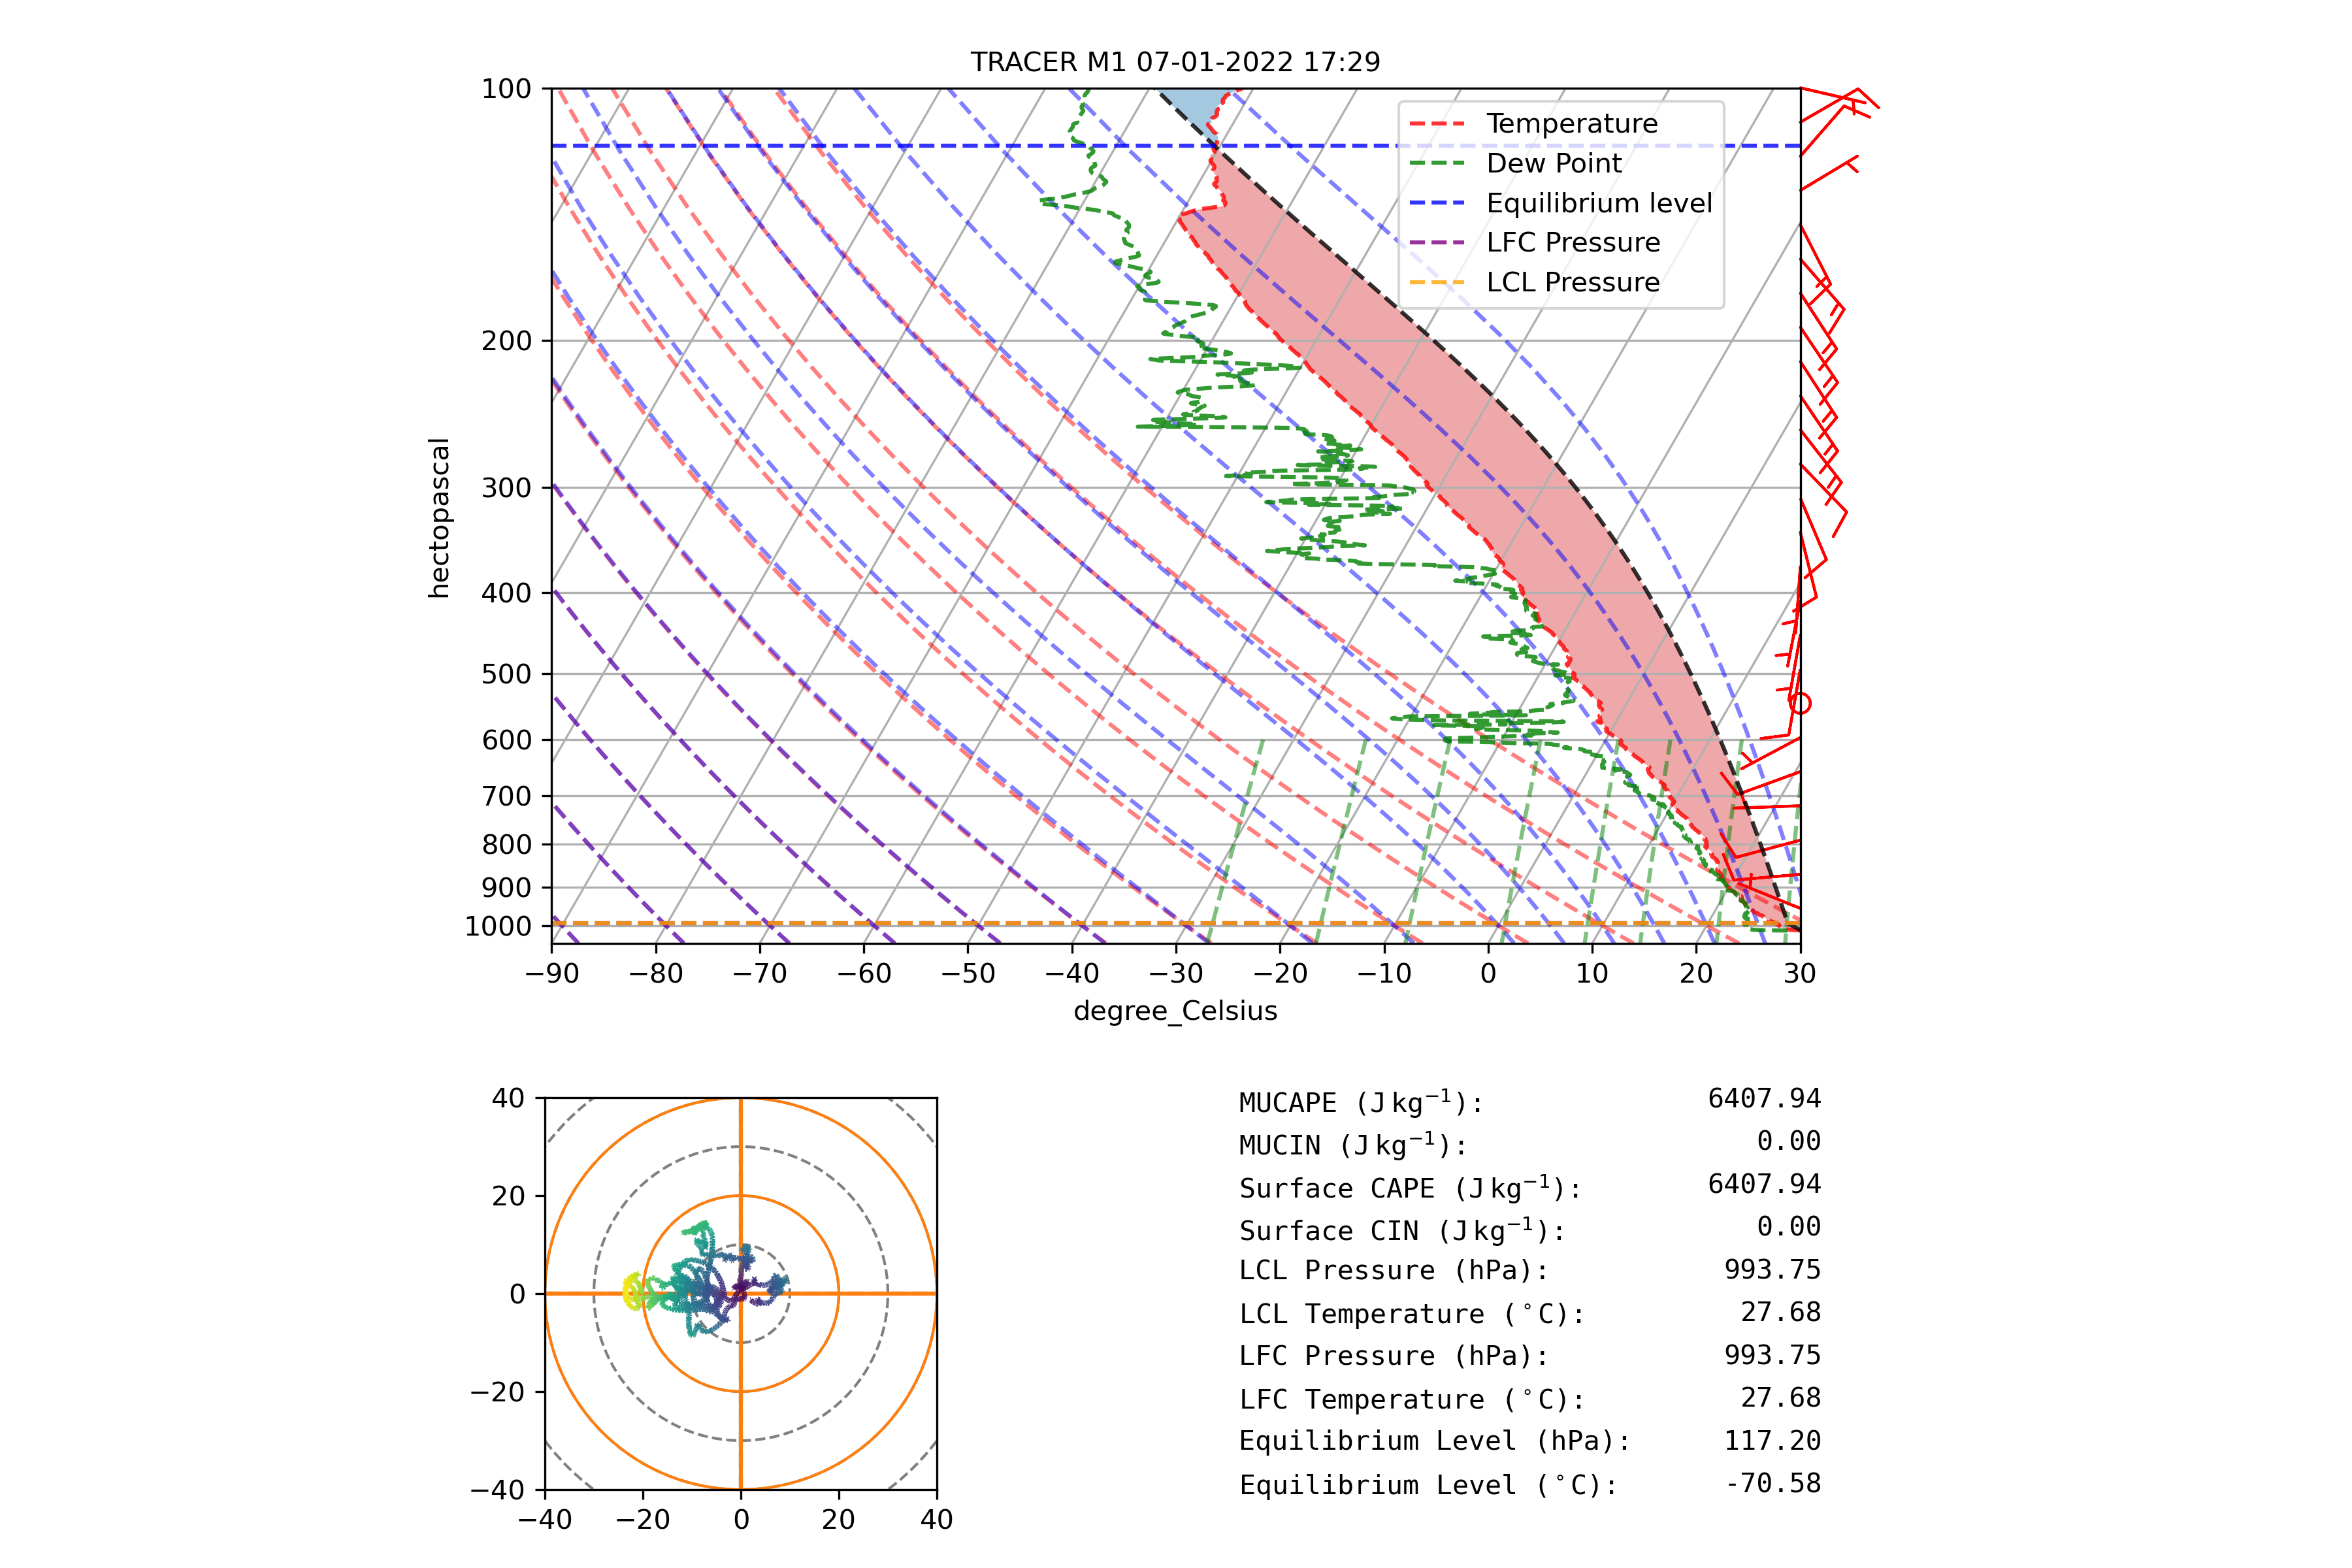 TRACER M1 07-01-2022 17:29
100
200
300
400
500
600
700
800
900
1000
hectopascal
Temperature
Dew Point
Equilibrium level
LFC Pressure
LCL Pressure
−90 −80 −70 −60 −50 −40 −30 −20 −10 0 10 20 30
degree_Celsius
40
20
0
−20
−40
−40 −20 0 20 40
MUCAPE (J kg⁻¹): 6407.94
MUCIN (J kg⁻¹): 0.00
Surface CAPE (J kg⁻¹): 6407.94
Surface CIN (J kg⁻¹): 0.00
LCL Pressure (hPa): 993.75
LCL Temperature (°C): 27.68
LFC Pressure (hPa): 993.75
LFC Temperature (°C): 27.68
Equilibrium Level (hPa): 117.20
Equilibrium Level (°C): -70.58